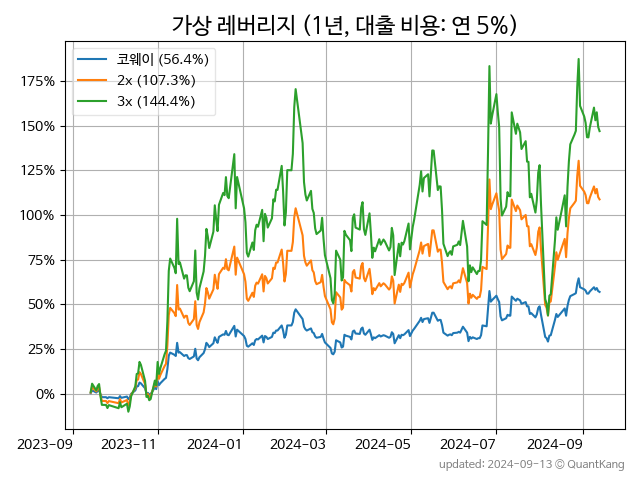 가상 레버리지 (1년, 대출 비용: 연 5%)
코웨이 (56.4%)
2x (107.3%)
3x (144.4%)
175%
150%
125%
100%
75%
50%
25%
0%
2023-09 2023-11 2024-01 2024-03 2024-05 2024-07 2024-09
updated: 2024-09-13 © QuantKang